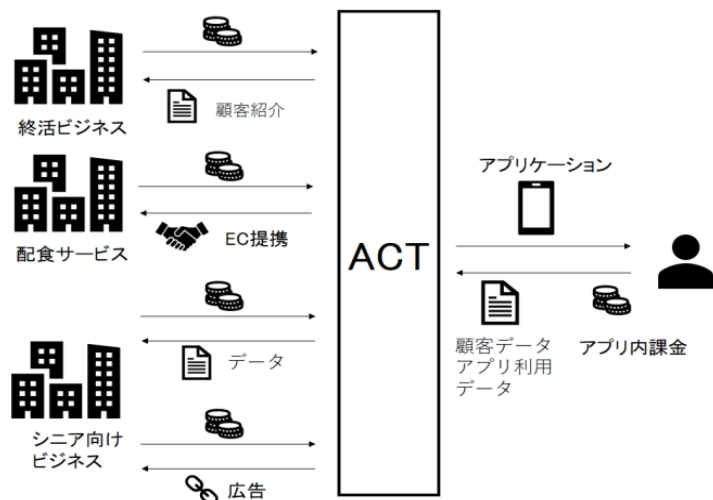 終活ビジネス
顧客紹介
配食サービス
EC提携
データ
シニア向け
ビジネス
広告
ACT
アプリケーション
顧客データ
アプリ利用
データ
アプリ内課金